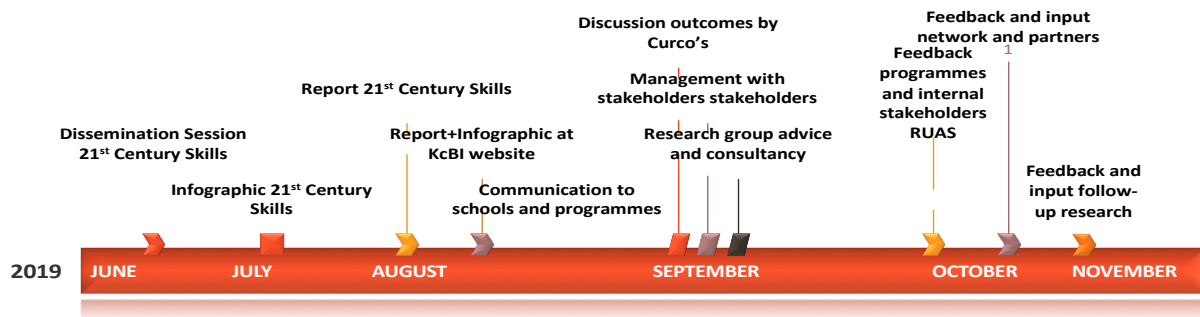 Discussion outcomes by
Curco's
Feedback and input
network and partners
1
Feedback
programmes
and internal
stakeholders
RUAS
Management with
stakeholders stakeholders
Report 21st Century Skills
Dissemination Session
21st Century Skills
Report+Infographic at
KcBI website
Research group advice
and consultancy
Infographic 21st Century
Skills
Communication to
schools and programmes
Feedback and
input follow-
up research
2019
JUNE
JULY
AUGUST
SEPTEMBER
OCTOBER
NOVEMBER